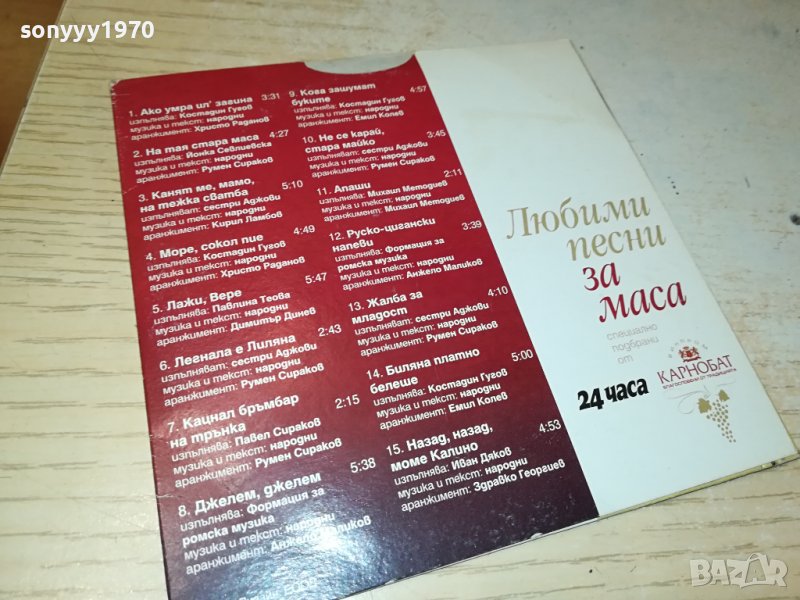 sonyyy1970
1. Ако умра ил' загина 3:31
изпълнява: Костадин Гугов
музика и текст: народни
аранжимент: Христо Раданов
2. На тая стара маса 4:27
изпълнява: Йонка Севлиевска
музика и текст: народни
аранжимент: Румен Сираков
3. Канят ме, мамо,
на тежка сватба 5:10
изпълняват: сестри Аджови
музика и текст: народни
аранжимент: Кирил Ламбов
4. Море, сокол пие 4:49
изпълнява: Костадин Гугов
музика и текст: народни
аранжимент: Христо Раданов
5. Лажи, Вере 5:47
изпълнява: Павлина Теова
музика и текст: народни
аранжимент: Димитър Динев
6. Легнала е Лиляна 2:43
изпълняват: сестри Аджови
музика и текст: народни
аранжимент: Румен Сираков
7. Кацнал бръмбар
на трънка 2:15
изпълнява: Павел Сираков
музика и текст: народни
аранжимент: Румен Сираков
8. Джелем, джелем 5:38
изпълнява: Формация за
ромска музика
музика и текст: народни
аранжимент: Анжело Маликов
9. Кога зашумат
буките 4:57
изпълнява: Костадин Гугов
музика и текст: народни
аранжимент: Емил Колев
10. Не се карай,
стара майко 3:45
изпълняват: сестри Аджови
музика и текст: народни
аранжимент: Румен Сираков
11. Апаши 2:11
изпълнява: Михаил Методиев
музика и текст: народни
аранжимент: Михаил Методиев
12. Руско-цигански
напеви 3:39
изпълнява: Формация за
ромска музика
музика и текст: народни
аранжимент: Анжело Маликов
13. Жалба за
младост 4:10
изпълняват: сестри Аджови
музика и текст: народни
аранжимент: Румен Сираков
14. Биляна платно
белеше 5:00
изпълнява: Костадин Гугов
музика и текст: народни
аранжимент: Емил Колев
15. Назад, назад,
моме Калино 4:53
изпълнява: Иван Дяков
музика и текст: народни
аранжимент: Здравко Георгиев
Любими
песни
за
маса
специално
подбрани
от
24 часа
КАРНОБАТ
БЛАГОСЛОВЕНИ ОТ ТРАДИЦИЯТА
BAZAR